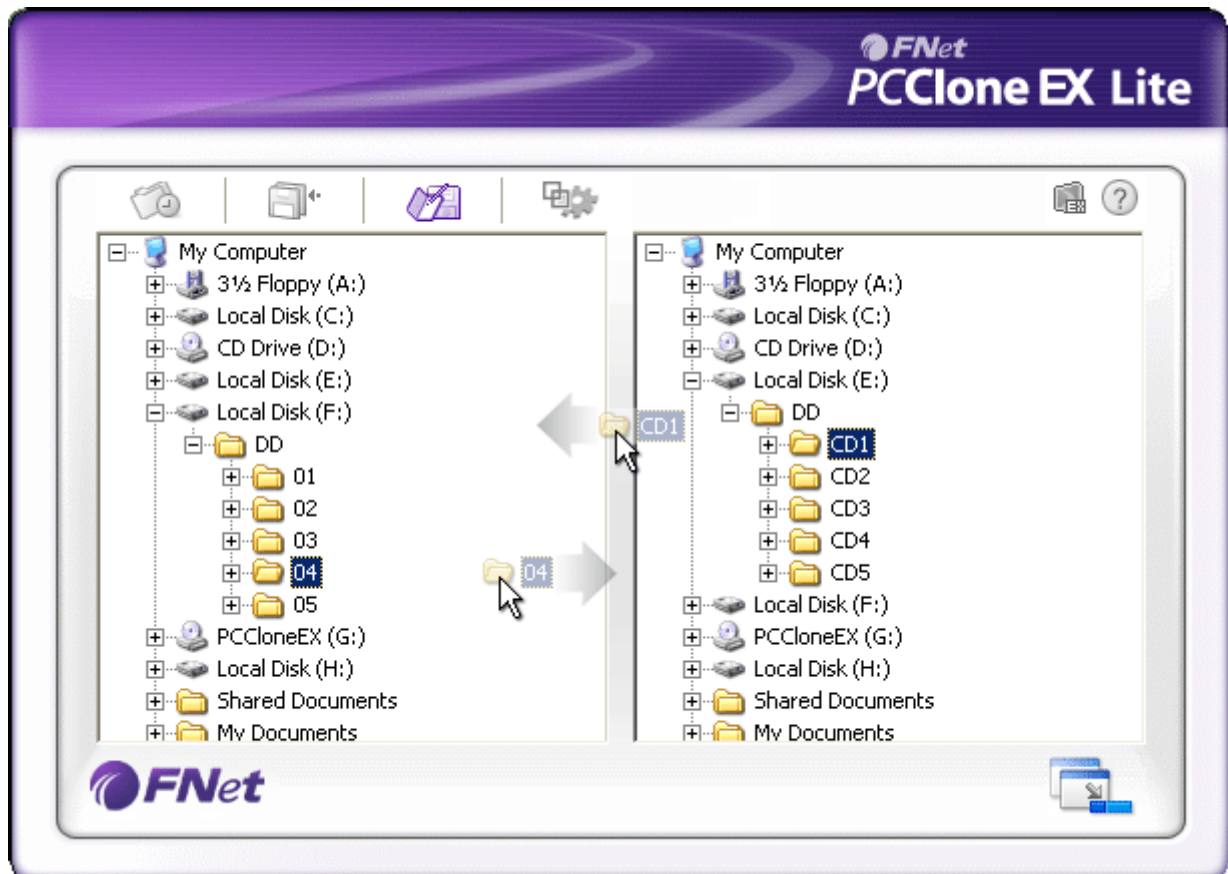 FNet
PCClone EX Lite
EX
?
My Computer
3½ Floppy (A:)
Local Disk (C:)
CD Drive (D:)
Local Disk (E:)
Local Disk (F:)
DD
01
02
03
04
05
PCCloneEX (G:)
Local Disk (H:)
Shared Documents
My Documents
CD1
04
My Computer
3½ Floppy (A:)
Local Disk (C:)
CD Drive (D:)
Local Disk (E:)
DD
CD1
CD2
CD3
CD4
CD5
Local Disk (F:)
PCCloneEX (G:)
Local Disk (H:)
Shared Documents
My Documents
FNet